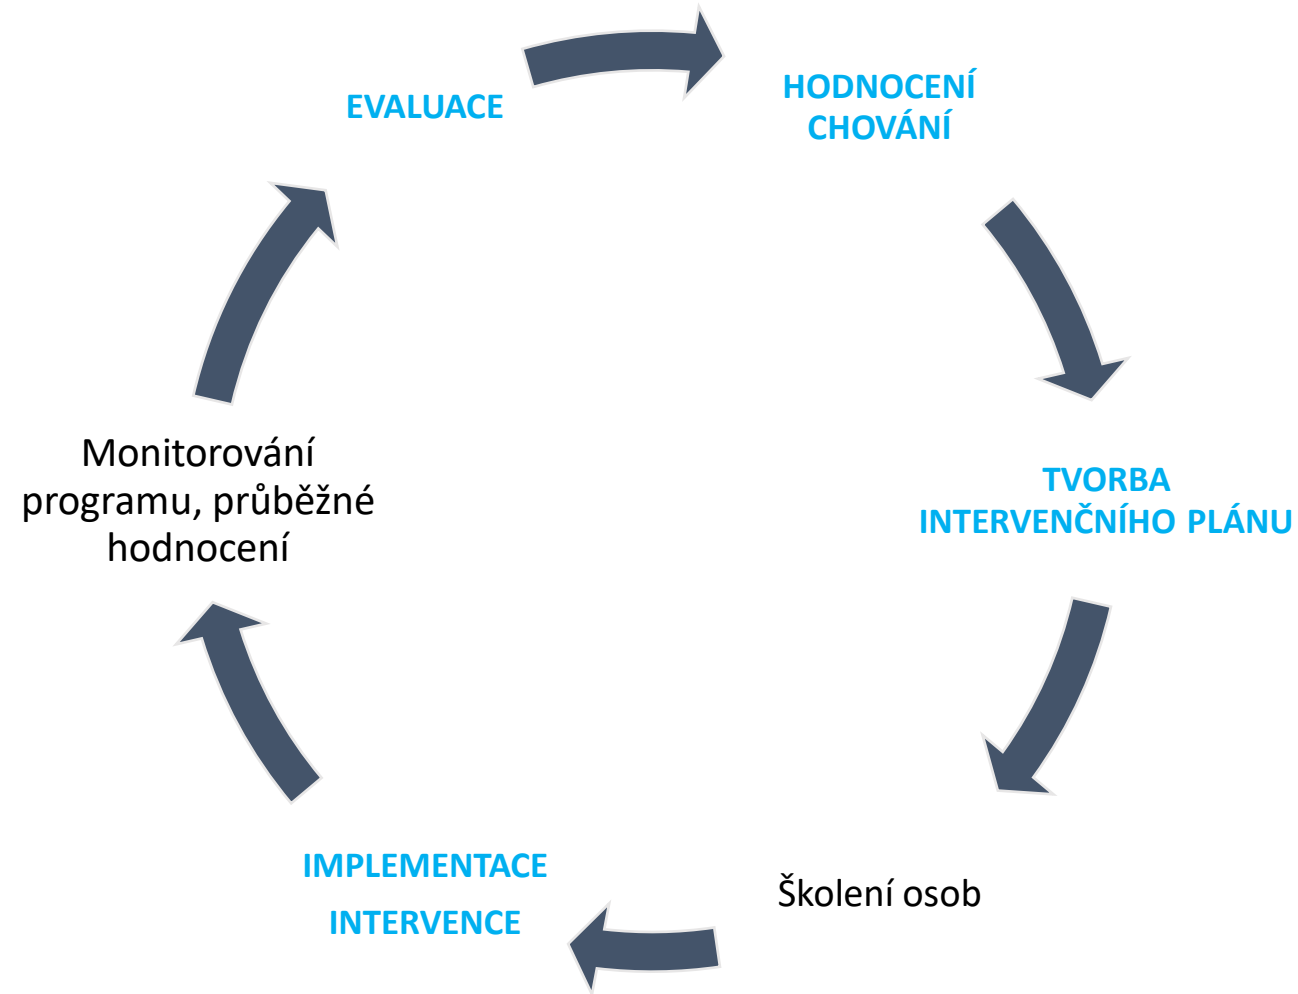 EVALUACE
HODNOCENÍ
CHOVÁNÍ
TVORBA
INTERVENČNÍHO PLÁNU
Školení osob
IMPLEMENTACE
INTERVENCE
Monitorování
programu, průběžné
hodnocení